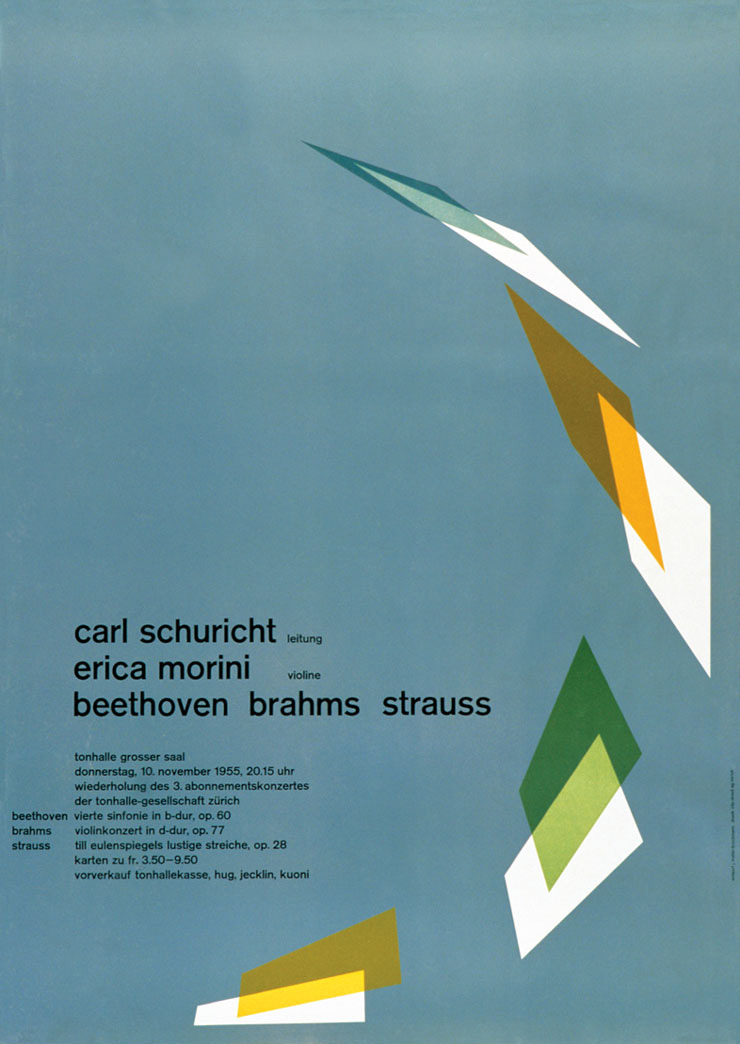 carl schuricht leitung
erica morini violine
beethoven brahms strauss
tonhalle grosser saal
donnerstag, 10. november 1955, 20.15 uhr
wiederholung des 3. abonnementskonzertes
der tonhalle-gesellschaft zürich
beethoven vierte sinfonie in b-dur, op. 60
brahms violinkonzert in d-dur, op. 77
strauss till eulenspiegels lustige streiche, op. 28
karten zu fr. 3.50–9.50
vorverkauf tonhallekasse, hug, jecklin, kuoni